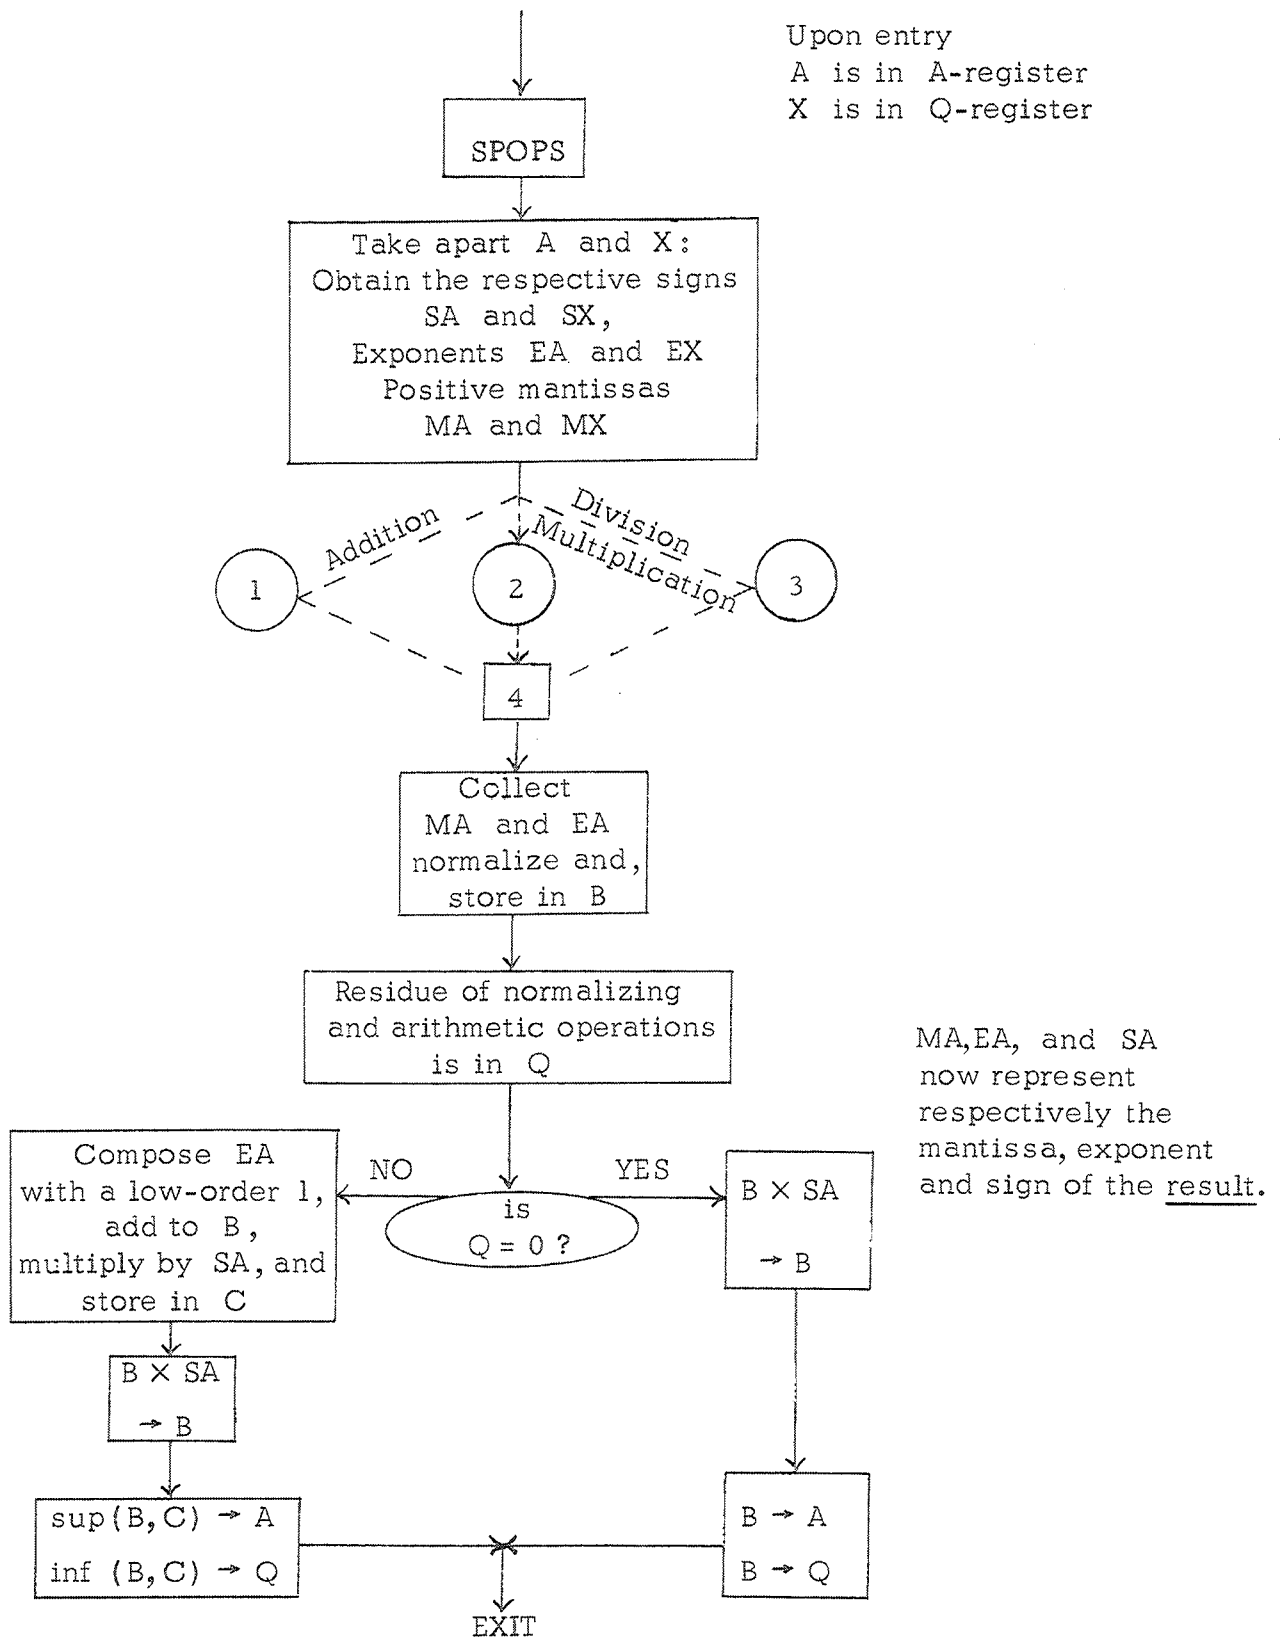 Upon entry
A is in A-register
X is in Q-register
SPOPS
Take apart A and X:
Obtain the respective signs
SA and SX,
Exponents EA and EX
Positive mantissas
MA and MX
Addition
Division
Multiplication
1
2
3
4
Collect
MA and EA
normalize and,
store in B
Residue of normalizing
and arithmetic operations
is in Q
MA,EA, and SA
now represent
respectively the
mantissa, exponent
and sign of the result.
Compose EA
with a low-order 1,
add to B,
multiply by SA, and
store in C
NO
is
Q = 0 ?
YES
B × SA
→ B
B × SA
→ B
sup(B,C) → A
inf (B,C) → Q
B → A
B → Q
EXIT